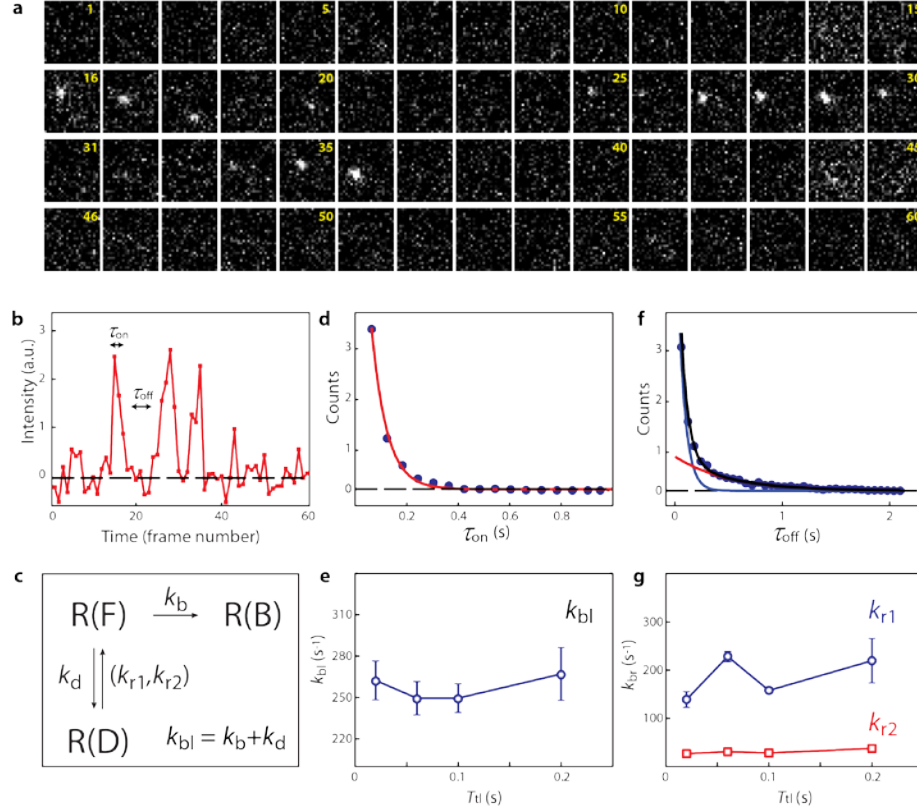 a
1 5 10 15
16 20 25 30
31 35 40 45
46 50 55 60
b
Intensity (a.u.)
3
2
1
0
τon
τoff
0 20 40 60
Time (frame number)
d
Counts
3
2
1
0
0.2 0.4 0.6 0.8
τon (s)
f
Counts
3
2
1
0
0 1 2
τoff (s)
c
R(F) kb R(B)
kd (kr1,kr2)
R(D) kbl = kb+kd
e
kbl
kbl (s-1)
340
310
280
250
220
0 0.1 0.2
Ttl (s)
g
kr1
kr2
kbr (s-1)
400
300
200
100
0 0.1 0.2
Ttl (s)